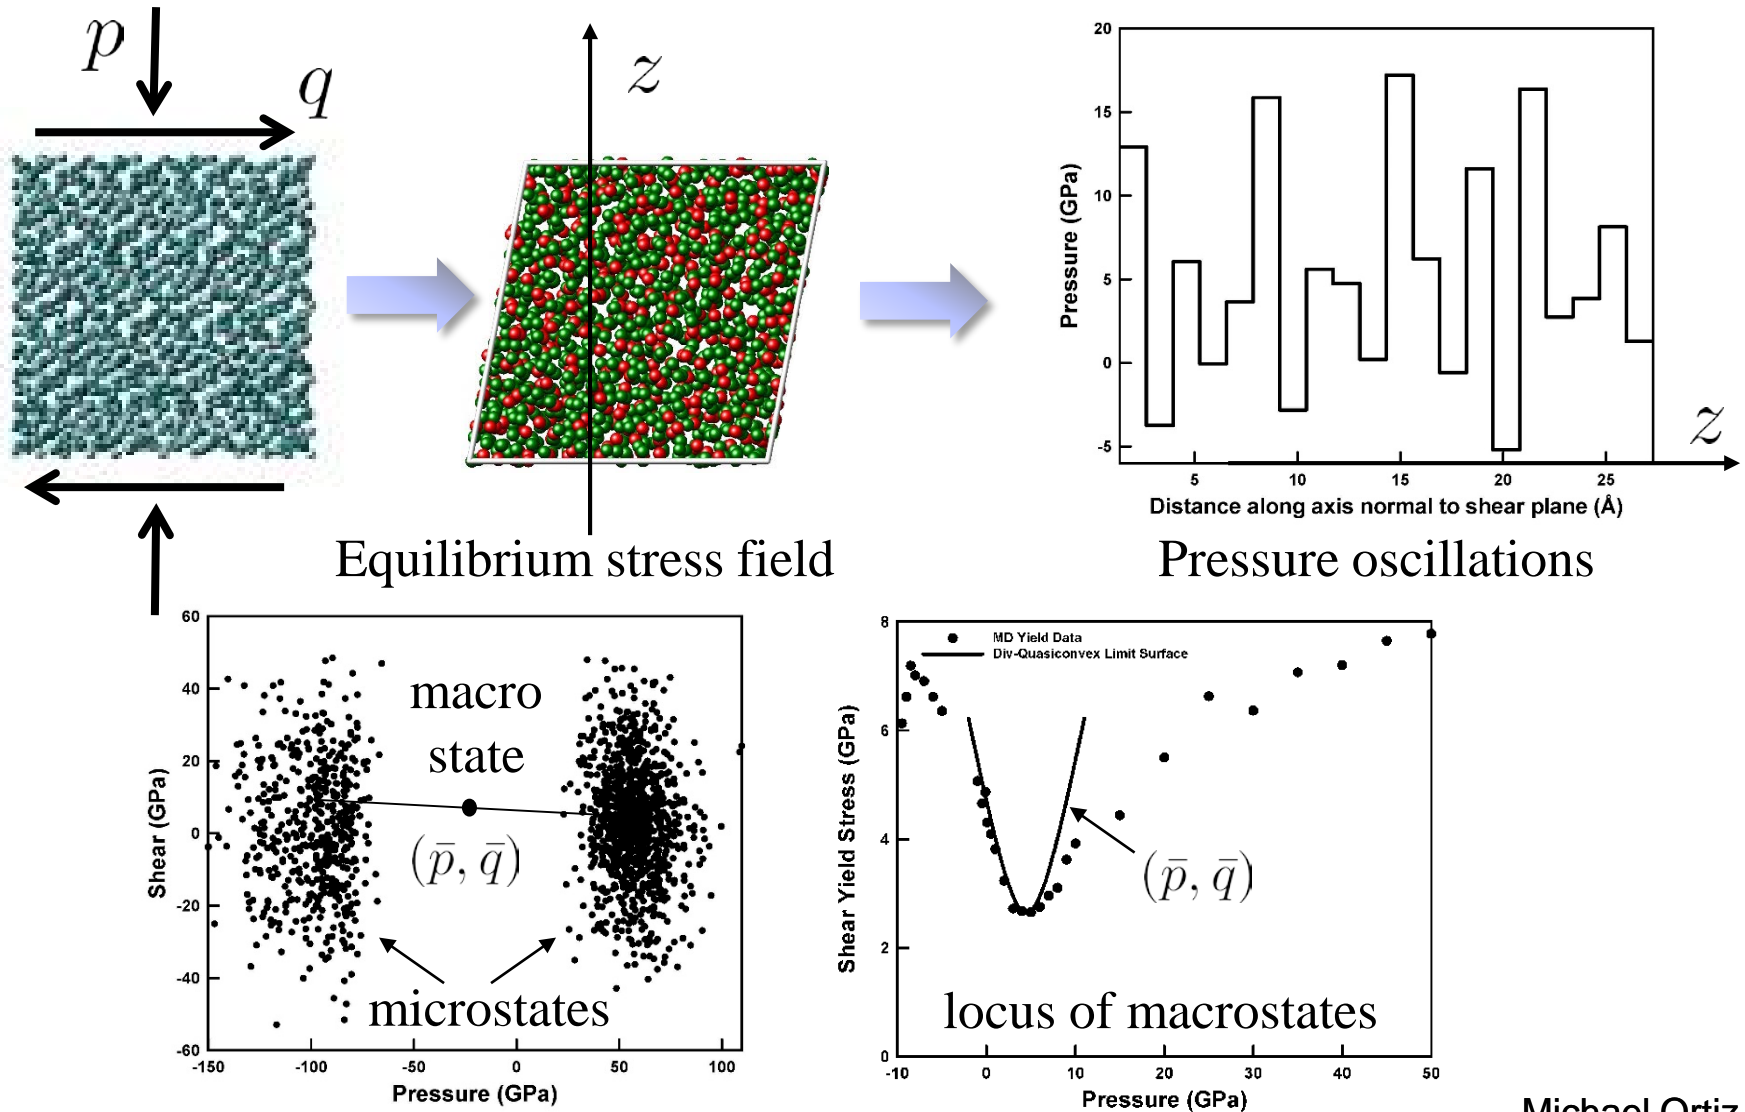 p
q
z
20
15
10
5
0
-5
Pressure (GPa)
5 10 15 20 25
z
Distance along axis normal to shear plane (Å)
Equilibrium stress field
Pressure oscillations
60
40
20
0
-20
-40
-60
Shear (GPa)
macro
state
(p̄, q̄)
microstates
-150 -100 -50 0 50 100
Pressure (GPa)
8
6
4
2
0
Shear Yield Stress (GPa)
MD Yield Data
Div-Quasiconvex Limit Surface
(p̄, q̄)
locus of macrostates
-10 0 10 20 30 40 50
Pressure (GPa)
Michael Ortiz